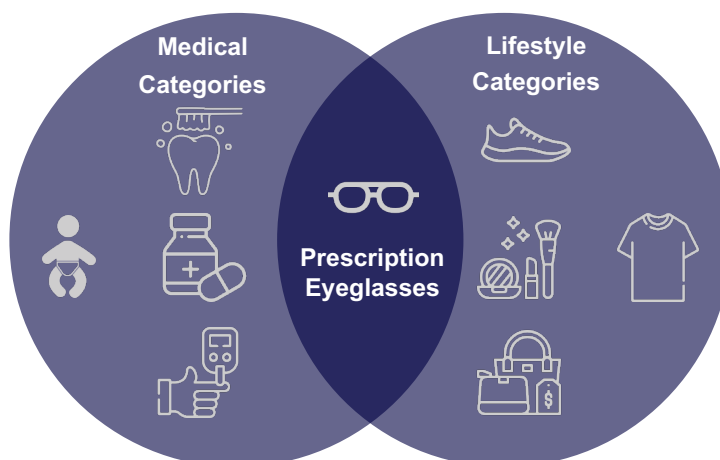 Medical
Categories
Lifestyle
Categories
Prescription
Eyeglasses
$